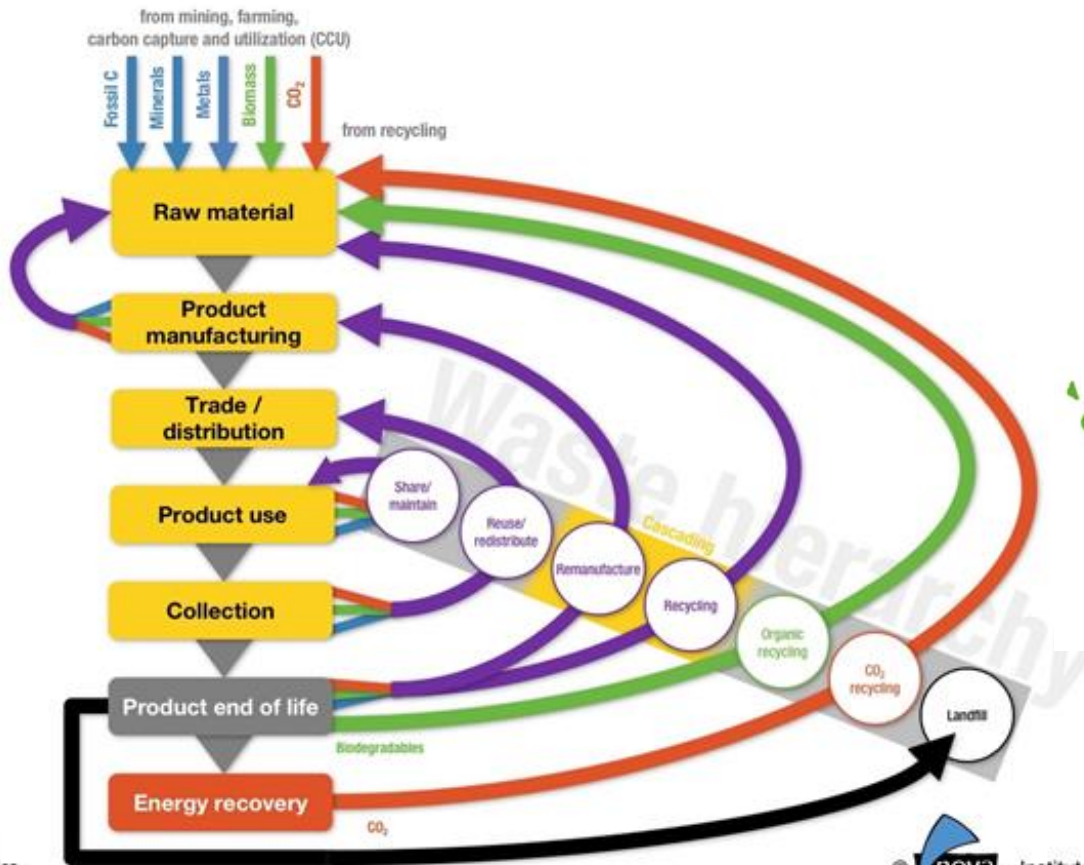 from mining, farming,
carbon capture and utilization (CCU)
Fossil C
Minerals
Metals
Biomass
CO₂
from recycling
Raw material
Product
manufacturing
Trade /
distribution
Product use
Collection
Product end of life
Energy recovery
Waste hierarchy
Share/
maintain
Reuse/
redistribute
Cascading
Remanufacture
Recycling
Organic
recycling
CO₂
recycling
Landfill
Biodegradables
CO₂
©